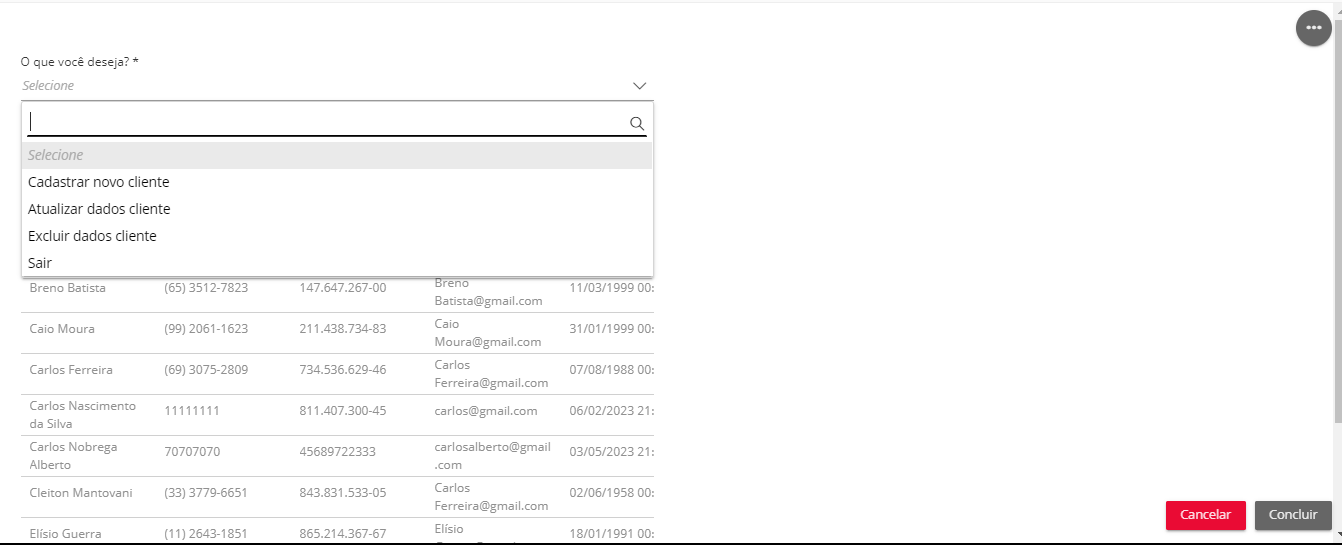 O que você deseja? *
Selecione
Selecione
Cadastrar novo cliente
Atualizar dados cliente
Excluir dados cliente
Sair
Breno Batista (65) 3512-7823 147.647.267-00 Breno 11/03/1999 00:
Batista@gmail.com
Caio Moura (99) 2061-1623 211.438.734-83 Caio 31/01/1999 00:
Moura@gmail.com
Carlos Ferreira (69) 3075-2809 734.536.629-46 Carlos 07/08/1988 00:
Ferreira@gmail.com
Carlos Nascimento 11111111 811.407.300-45 carlos@gmail.com 06/02/2023 21:
da Silva
Carlos Nobrega 70707070 45689722333 carlosalberto@gmail 03/05/2023 21:
Alberto .com
Cleiton Mantovani (33) 3779-6651 843.831.533-05 Carlos 02/06/1958 00:
Ferreira@gmail.com
Elísio Guerra (11) 2643-1851 865.214.367-67 Elísio 18/01/1991 00:
Cancelar Concluir